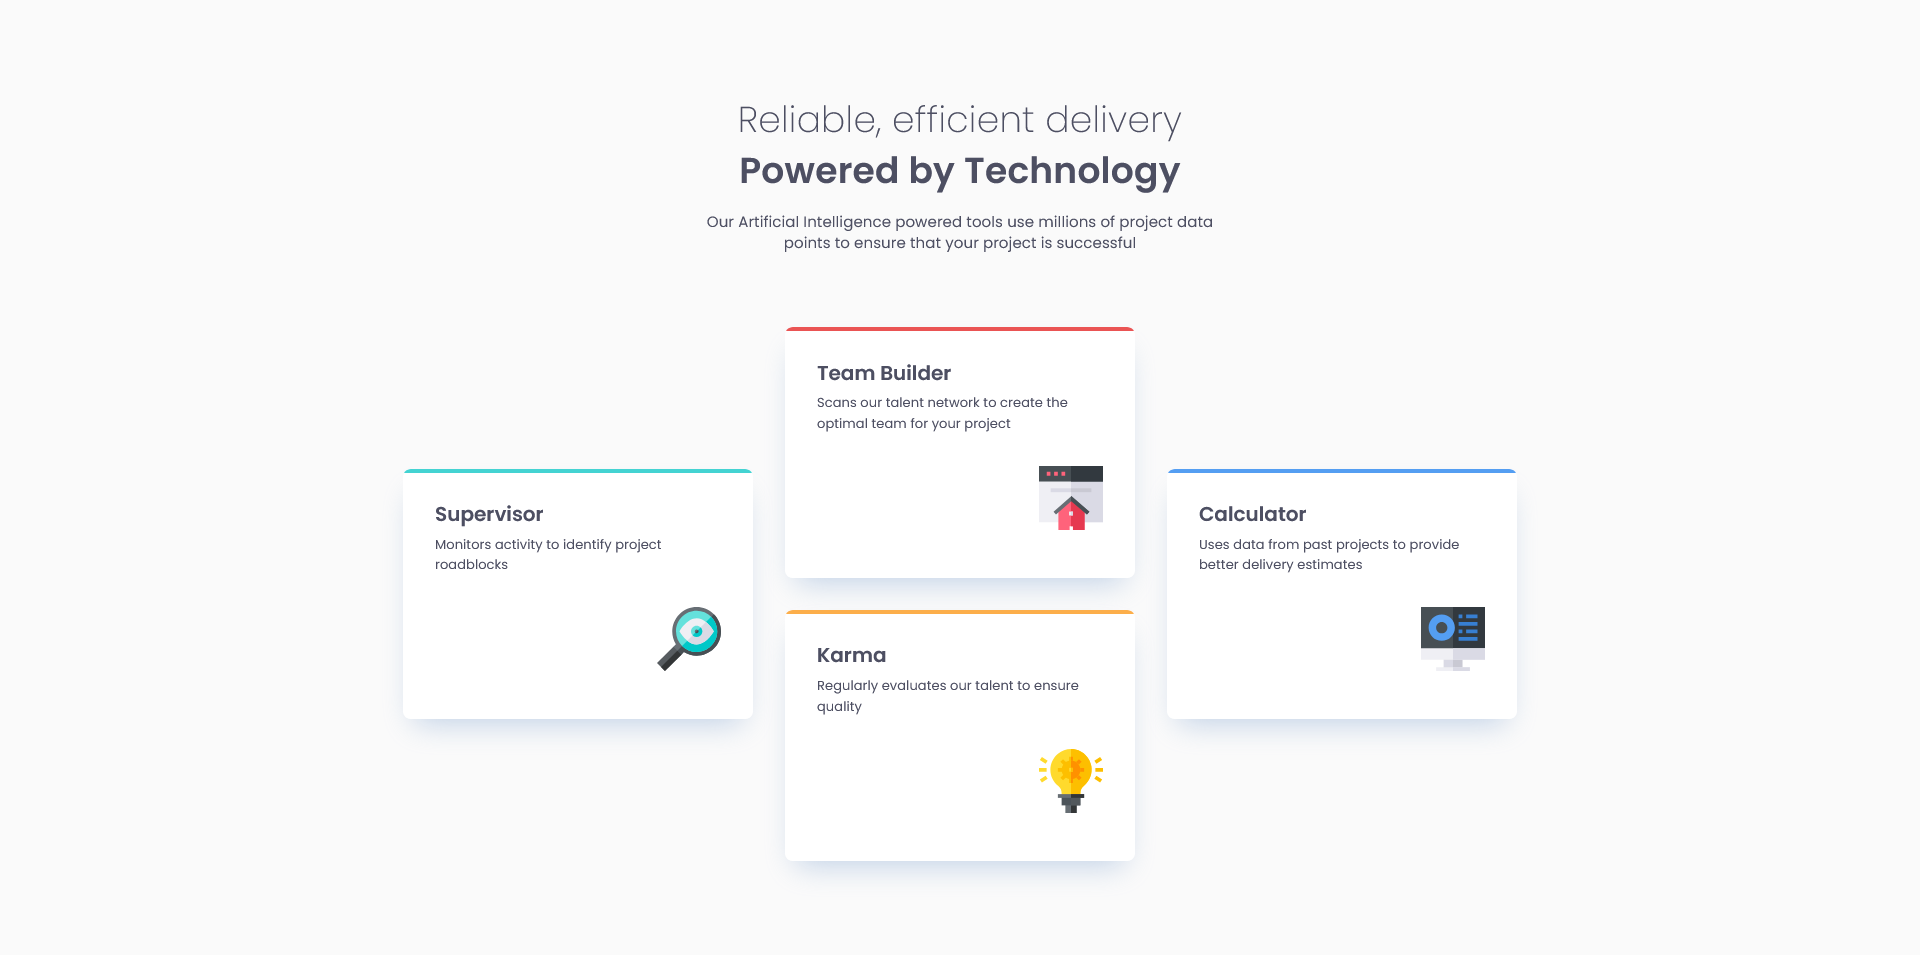 Reliable, efficient delivery
Powered by Technology
Our Artificial Intelligence powered tools use millions of project data
points to ensure that your project is successful
Team Builder
Scans our talent network to create the
optimal team for your project
Supervisor
Monitors activity to identify project
roadblocks
Calculator
Uses data from past projects to provide
better delivery estimates
Karma
Regularly evaluates our talent to ensure
quality